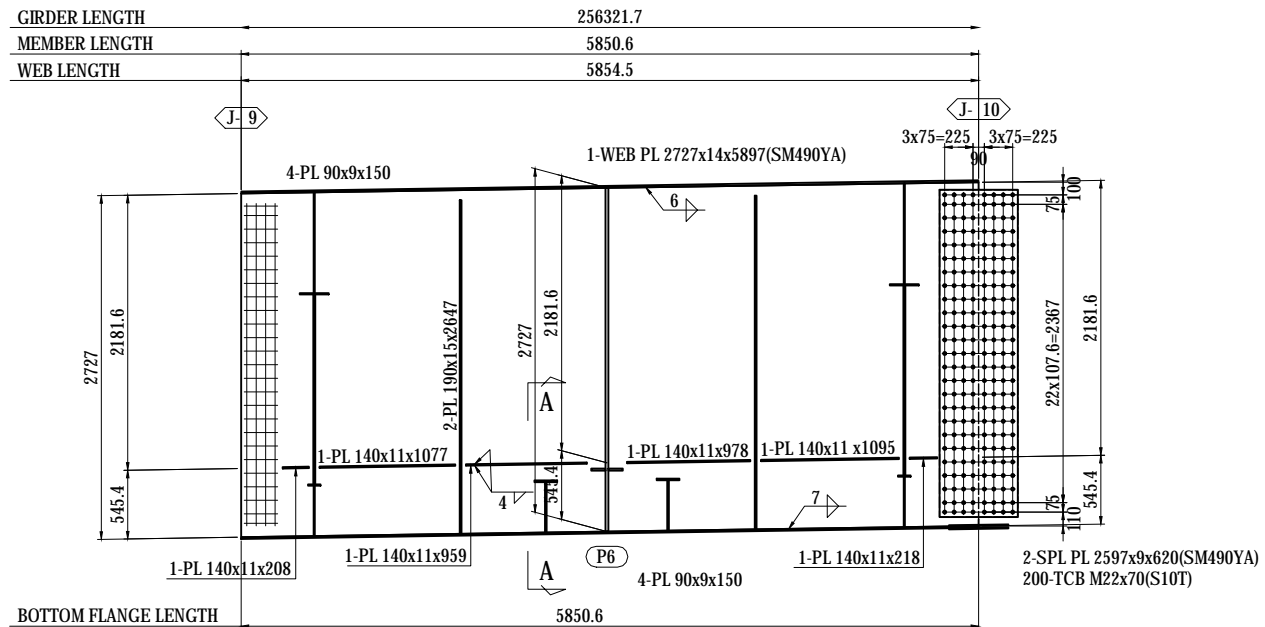 GIRDER LENGTH 256321.7
MEMBER LENGTH 5850.6
WEB LENGTH 5854.5
J- 9
J- 10
3x75=225 3x75=225
90
1-WEB PL 2727x14x5897(SM490YA)
4-PL 90x9x150
6
100
75
2727
2181.6
2-PL 190x15x2647
2727
2181.6
22x107.6=2367
2181.6
A
1-PL 140x11x1077
1-PL 140x11x978
1-PL 140x11 x1095
545.4
545.4
4
7
75
110
545.4
1-PL 140x11x208
1-PL 140x11x959
A
P6
4-PL 90x9x150
1-PL 140x11x218
2-SPL PL 2597x9x620(SM490YA)
200-TCB M22x70(S10T)
BOTTOM FLANGE LENGTH 5850.6